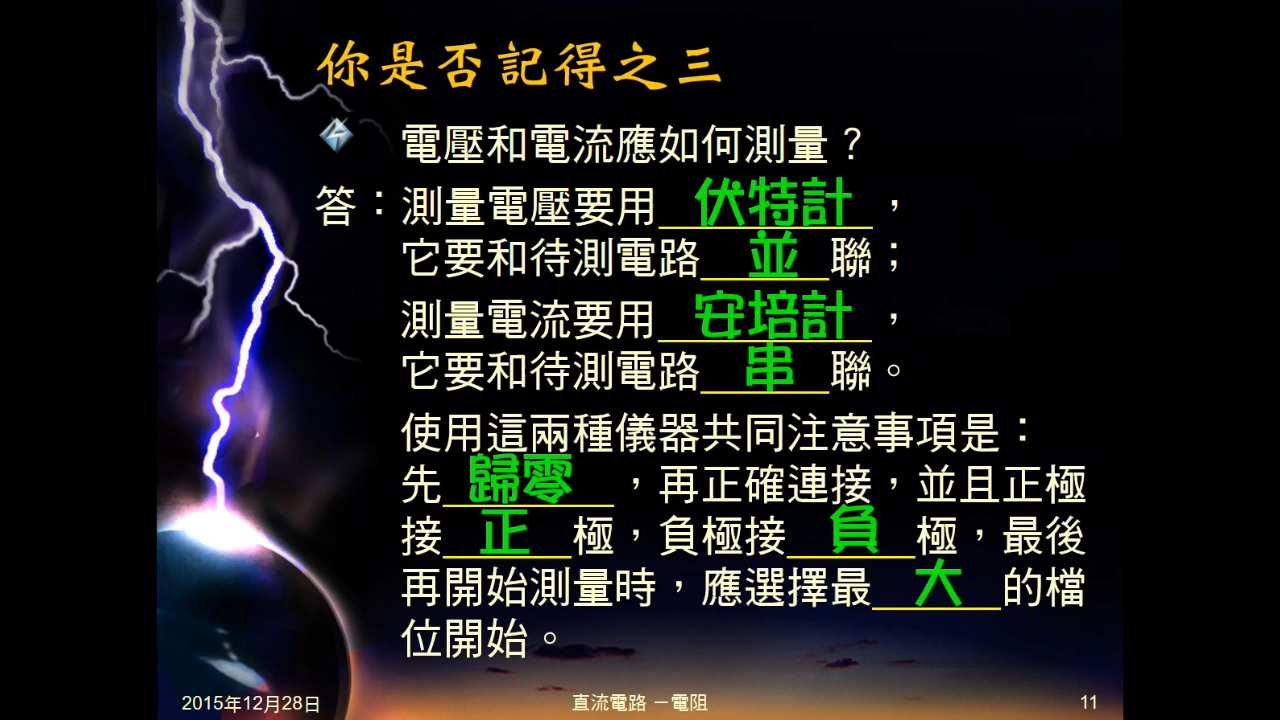 你是否記得之三
電壓和電流應如何測量？
答：測量電壓要用伏特計，
它要和待測電路並聯；
測量電流要用安培計，
它要和待測電路串聯。
使用這兩種儀器共同注意事項是：
先歸零，再正確連接，並且正極
接正極，負極接負極，最後
再開始測量時，應選擇最大的檔
位開始。
2015年12月28日
直流電路 － 電阻
11